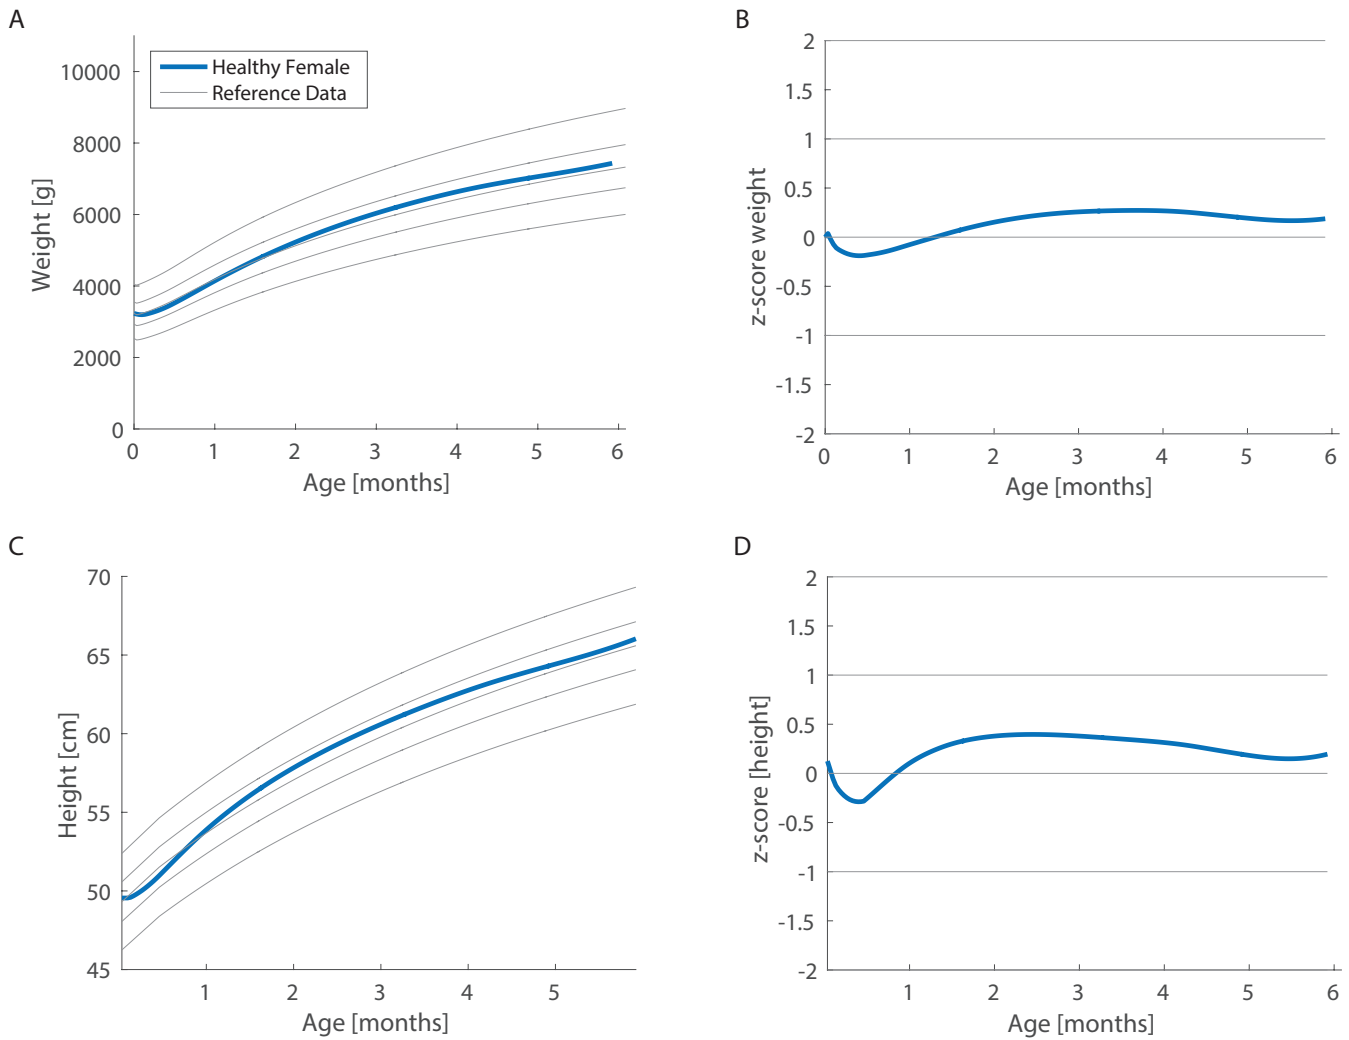 A
Weight [g]
10000
8000
6000
4000
2000
0
Healthy Female
Reference Data
0 1 2 3 4 5 6
Age [months]
B
z-score weight
2
1.5
1
0.5
0
-0.5
-1
-1.5
-2
0 1 2 3 4 5 6
Age [months]
C
Height [cm]
70
65
60
55
50
45
1 2 3 4 5
Age [months]
D
z-score [height]
2
1.5
1
0.5
0
-0.5
-1
-1.5
-2
1 2 3 4 5 6
Age [months]